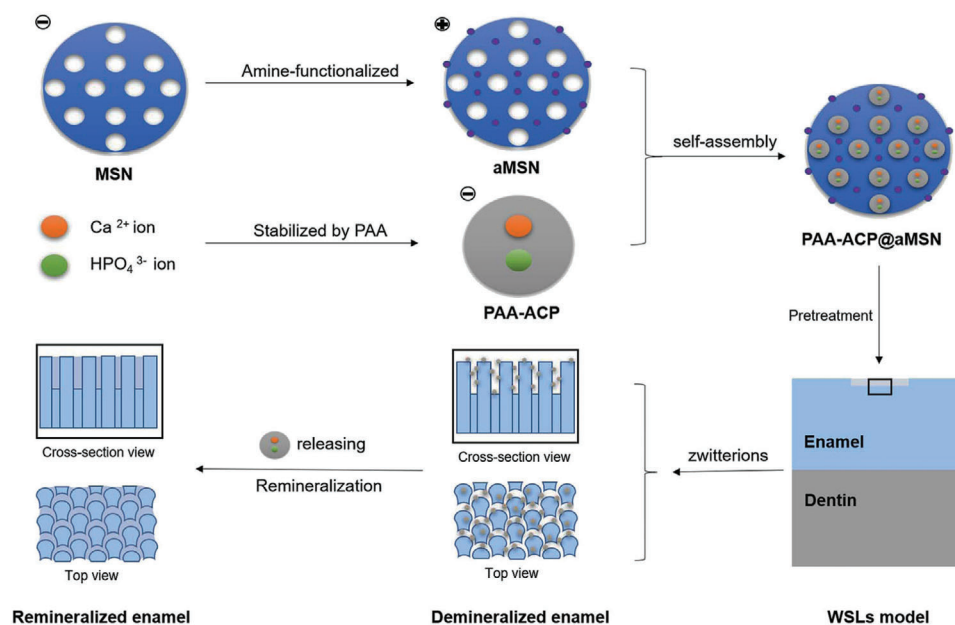 Amine-functionalized
MSN
aMSN
self-assembly
Ca 2+ ion
HPO4 3- ion
Stabilized by PAA
PAA-ACP
PAA-ACP@aMSN
Pretreatment
Cross-section view
Top view
releasing
Remineralization
Cross-section view
Top view
zwitterions
Enamel
Dentin
Remineralized enamel
Demineralized enamel
WSLs model